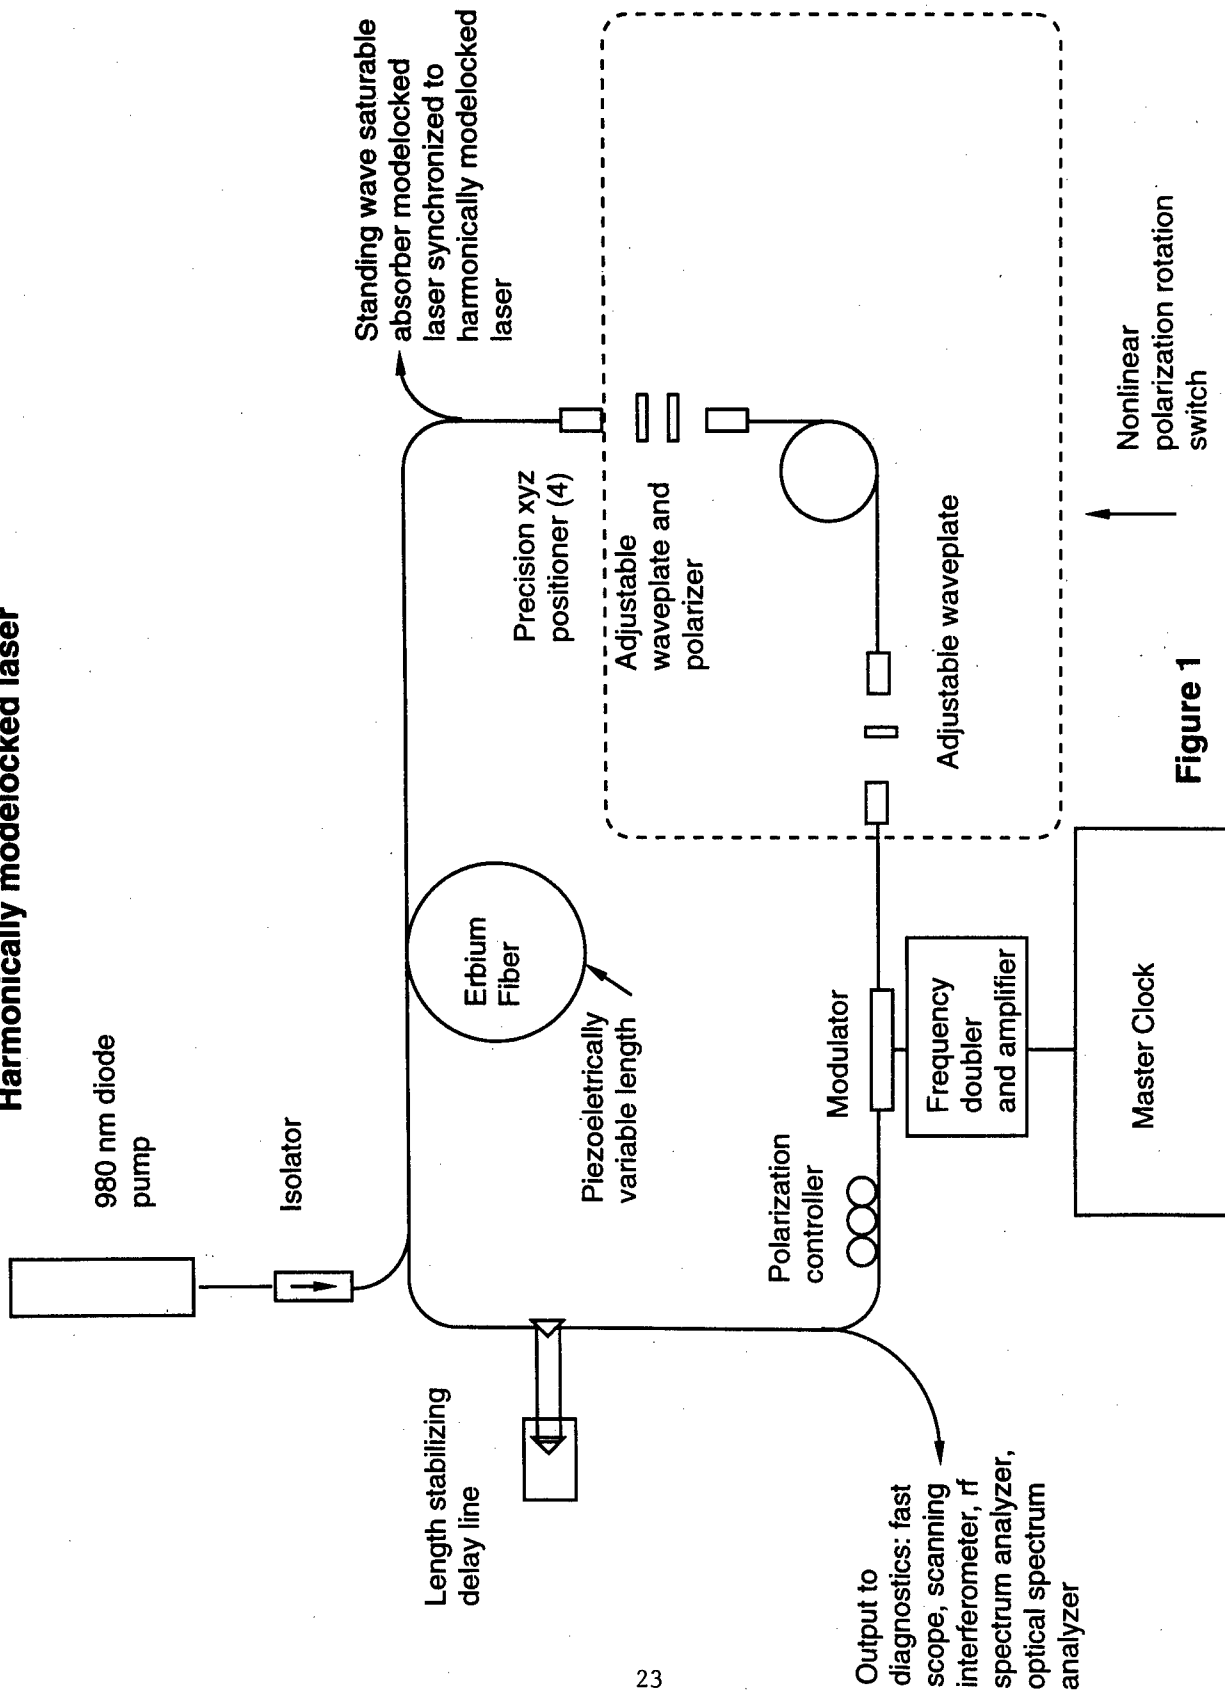 Harmonically modelocked laser
980 nm diode
pump
Isolator
Standing wave saturable
absorber modelocked
laser synchronized to
harmonically modelocked
laser
Length stabilizing
delay line
Erbium
Fiber
Piezoeletrically
variable length
Precision xyz
positioner (4)
Adjustable
waveplate and
polarizer
Polarization
controller
Modulator
Adjustable waveplate
Frequency
doubler
and amplifier
Master Clock
Nonlinear
polarization rotation
switch
Output to
diagnostics: fast
scope, scanning
interferometer, rf
spectrum analyzer,
optical spectrum
analyzer
Figure 1
23